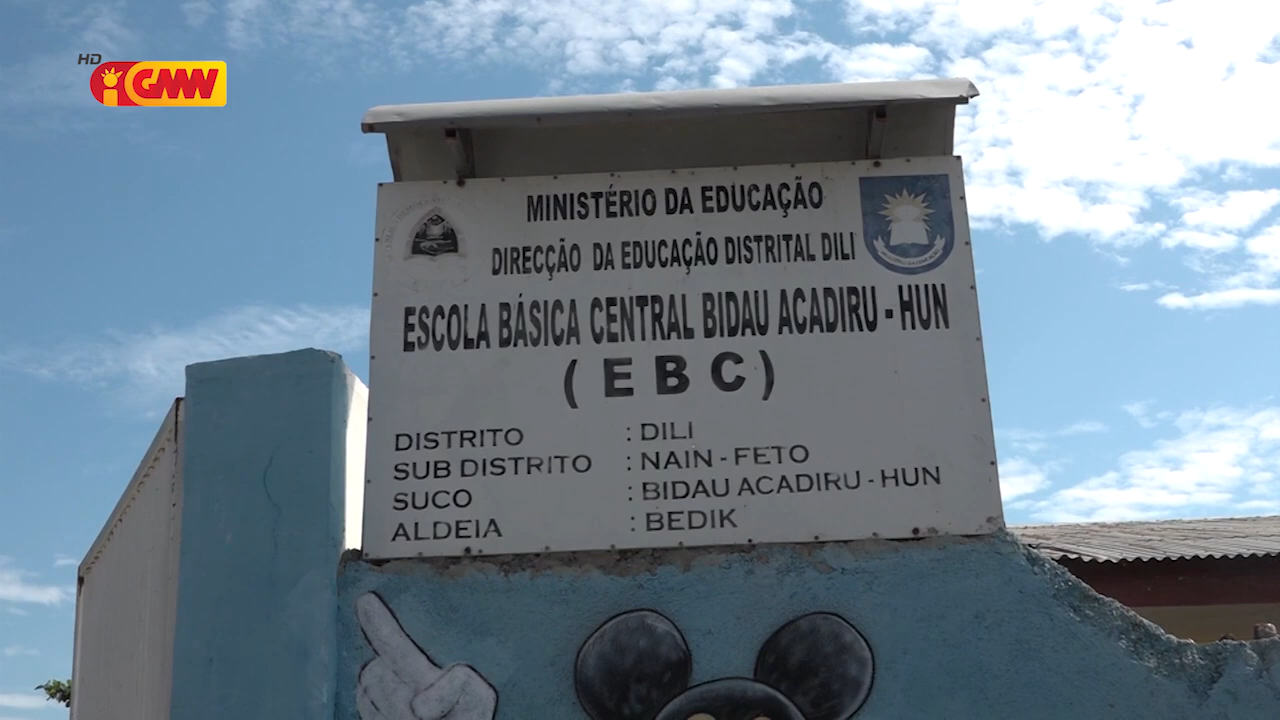 HD
iGMN
MINISTÉRIO DA EDUCAÇÃO
DIRECÇÃO DA EDUCAÇÃO DISTRITAL DILI
ESCOLA BÁSICA CENTRAL BIDAU ACADIRU - HUN
( E B C )
DISTRITO : DILI
SUB DISTRITO : NAIN - FETO
SUCO : BIDAU ACADIRU - HUN
ALDEIA : BEDIK